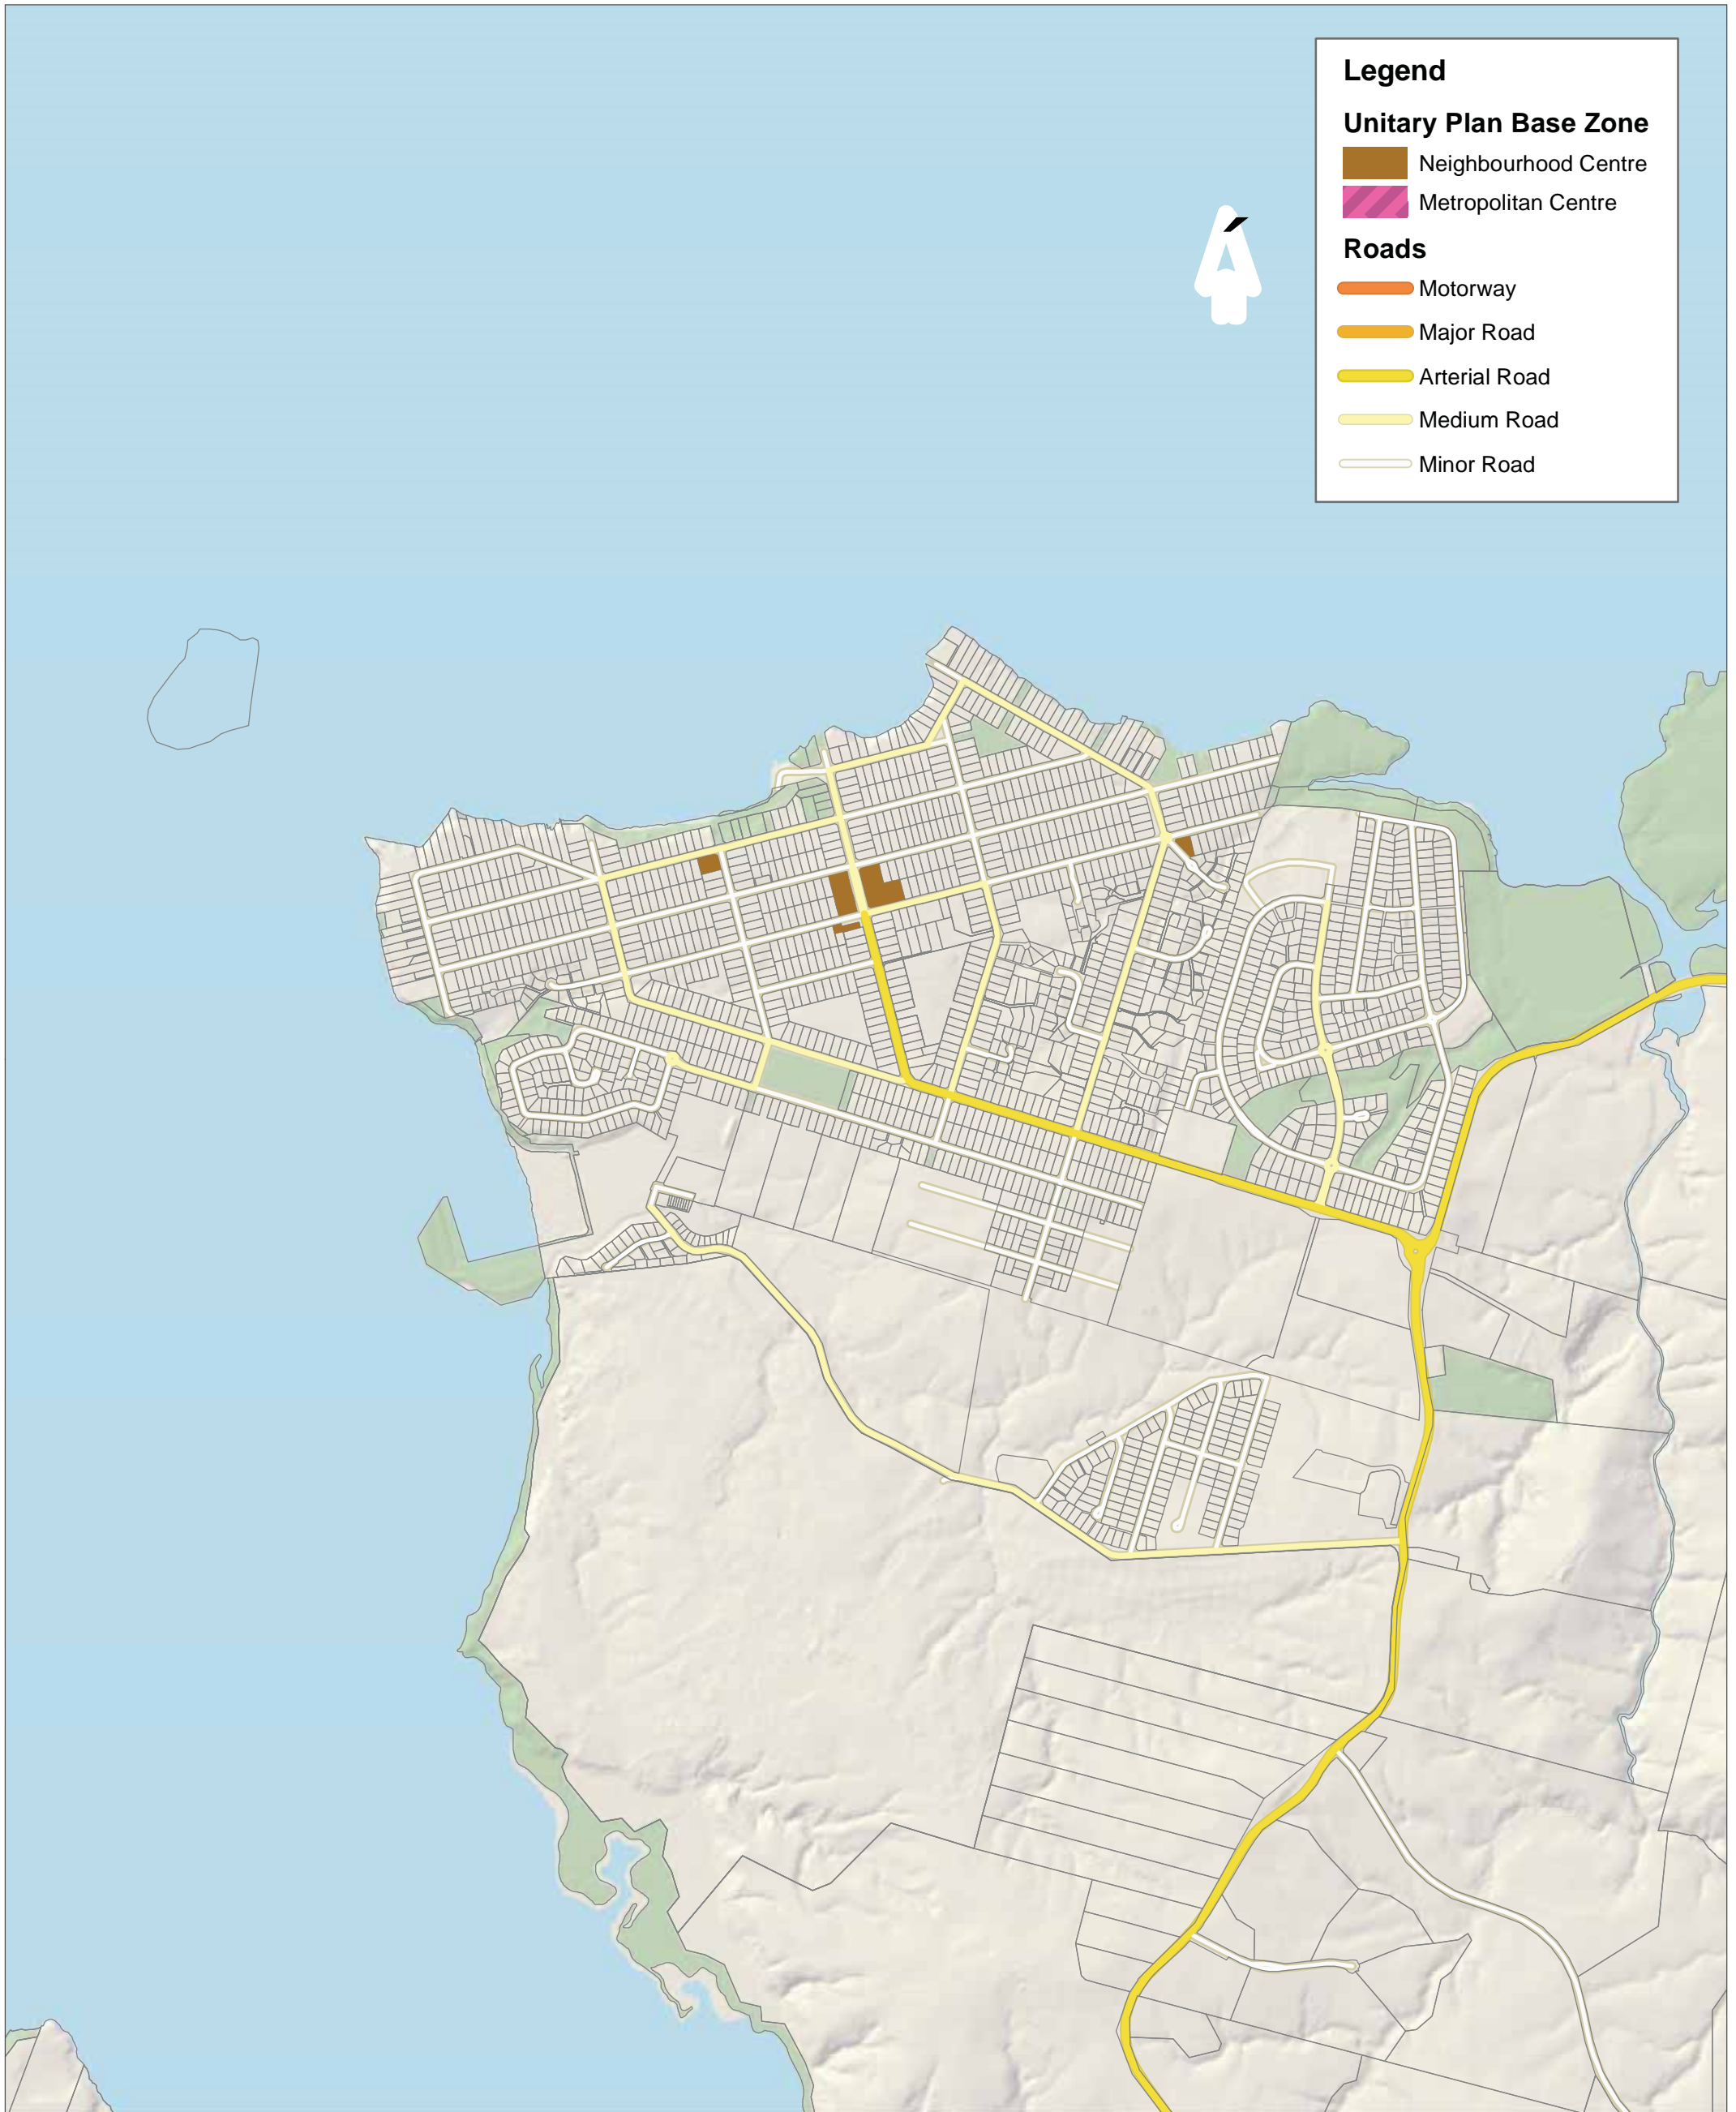 Legend
Unitary Plan Base Zone
Neighbourhood Centre
Metropolitan Centre
Roads
Motorway
Major Road
Arterial Road
Medium Road
Minor Road